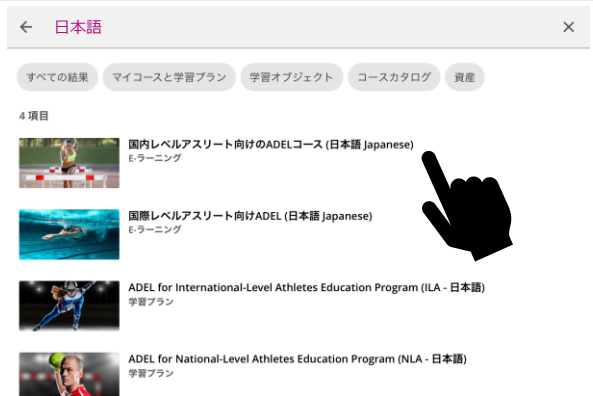 日本語
すべての結果 マイコースと学習プラン 学習オブジェクト コースカタログ 資産
4 項目
国内レベルアスリート向けのADELコース (日本語 Japanese)
E-ラーニング
国際レベルアスリート向けADEL (日本語 Japanese)
E-ラーニング
ADEL for International-Level Athletes Education Program (ILA - 日本語)
学習プラン
ADEL for National-Level Athletes Education Program (NLA - 日本語)
学習プラン